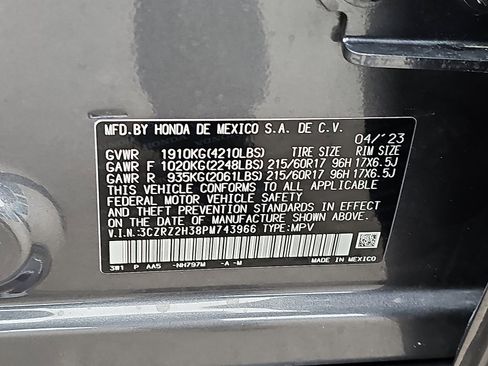 MFD.BY HONDA DE MEXICO S.A. DE C.V.
04/'23
GVWR 1910KG(4210LBS) TIRE SIZE RIM SIZE
GAWR F 1020KG(2248LBS) 215/60R17 96H 17X6.5J
GAWR R 935KG(2061LBS) 215/60R17 96H 17X6.5J
THIS VEHICLE CONFORMS TO ALL APPLICABLE
FEDERAL MOTOR VEHICLE SAFETY
AND THEFT PREVENTION STANDARDS IN EFFECT
ON THE DATE OF MANUFACTURE SHOWN ABOVE.
V.I.N.:3CZRZ2H38PM743966 TYPE:MPV
3W1 P AA5 -NH797M -A -M MADE IN MEXICO